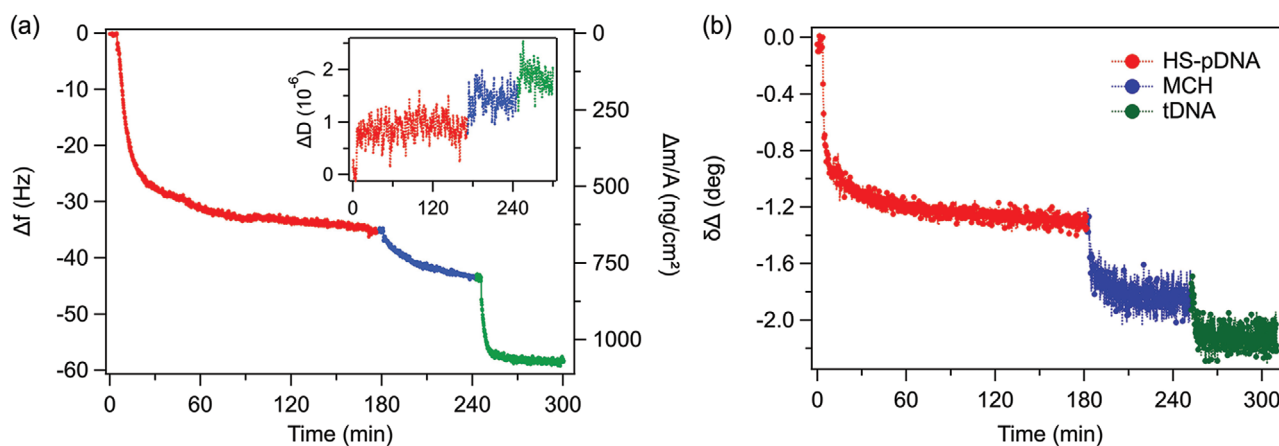 (a)
0
-10
-20
-30
-40
-50
-60
Δf (Hz)
0 60 120 180 240 300
Time (min)
0
250
500
750
1000
Δm/A (ng/cm²)
2
1
0
ΔD (10⁻⁶)
0 120 240
(b)
0.0
-0.4
-0.8
-1.2
-1.6
-2.0
δΔ (deg)
HS-pDNA
MCH
tDNA
0 60 120 180 240 300
Time (min)